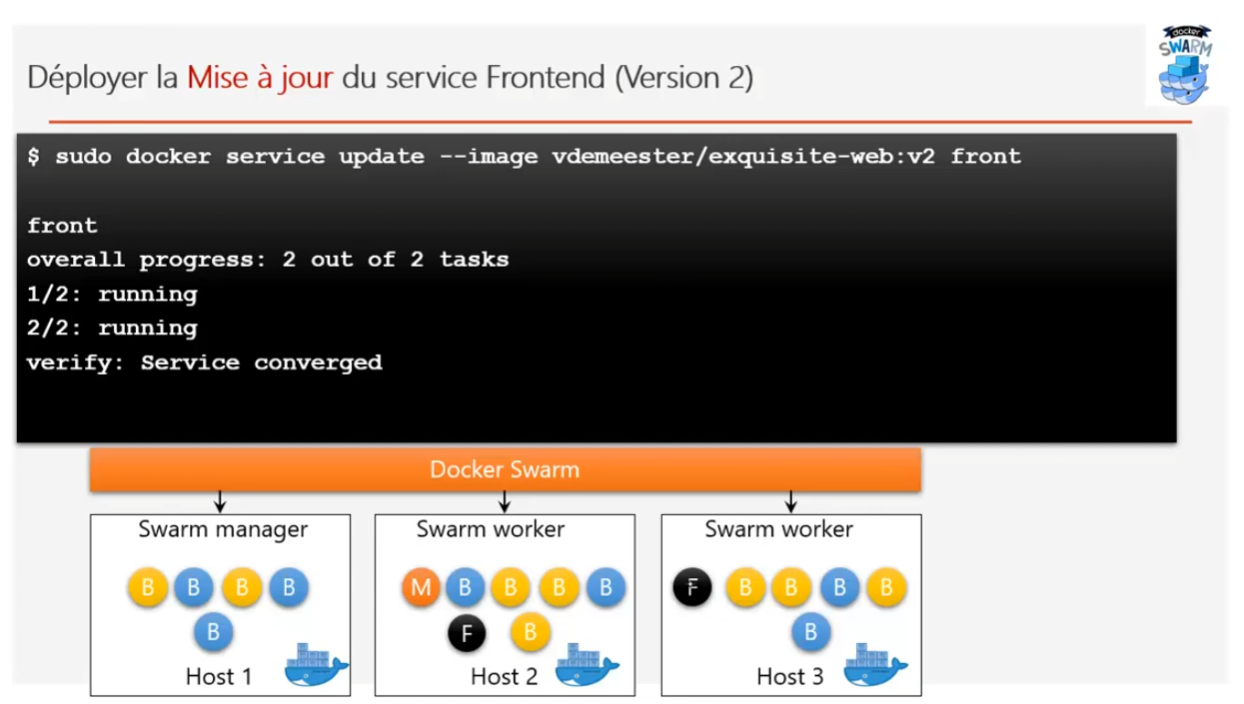 docker
SWARM
Déployer la Mise à jour du service Frontend (Version 2)
$ sudo docker service update --image vdemeester/exquisite-web:v2 front
front
overall progress: 2 out of 2 tasks
1/2: running
2/2: running
verify: Service converged
Docker Swarm
Swarm manager
B B B B
B
Host 1
Swarm worker
M B B B B
F B
Host 2
Swarm worker
F B B B B
B
Host 3